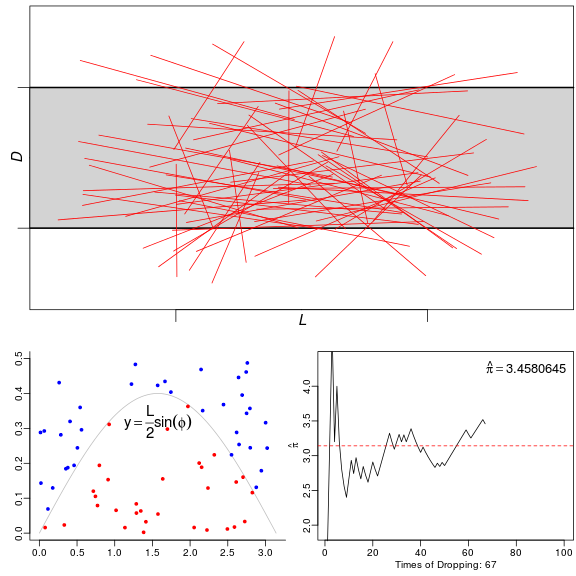 D
L
0.5
0.4
0.3
0.2
0.1
0.0
y = L/2 sin(ϕ)
0.0 0.5 1.0 1.5 2.0 2.5 3.0
π̂ = 3.4580645
4.0
3.5
3.0
2.5
2.0
π̂
0 20 40 60 80 100
Times of Dropping: 67